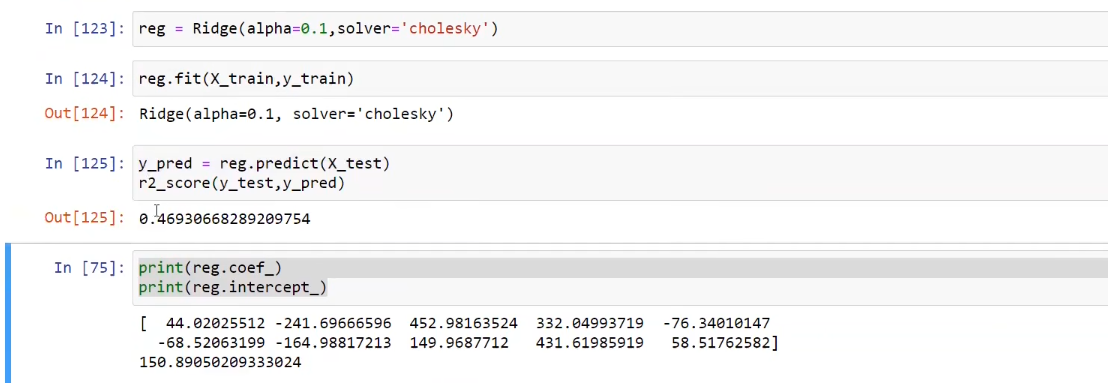 In [123]: reg = Ridge(alpha=0.1,solver='cholesky')
In [124]: reg.fit(X_train,y_train)
Out[124]: Ridge(alpha=0.1, solver='cholesky')
In [125]: y_pred = reg.predict(X_test)
r2_score(y_test,y_pred)
Out[125]: 0.46930668289209754
In [75]: print(reg.coef_)
print(reg.intercept_)
[  44.02025512 -241.69666596  452.98163524  332.04993719  -76.34010147
  -68.52063199 -164.98817213  149.9687712   431.61985919   58.51762582]
150.89050209333024